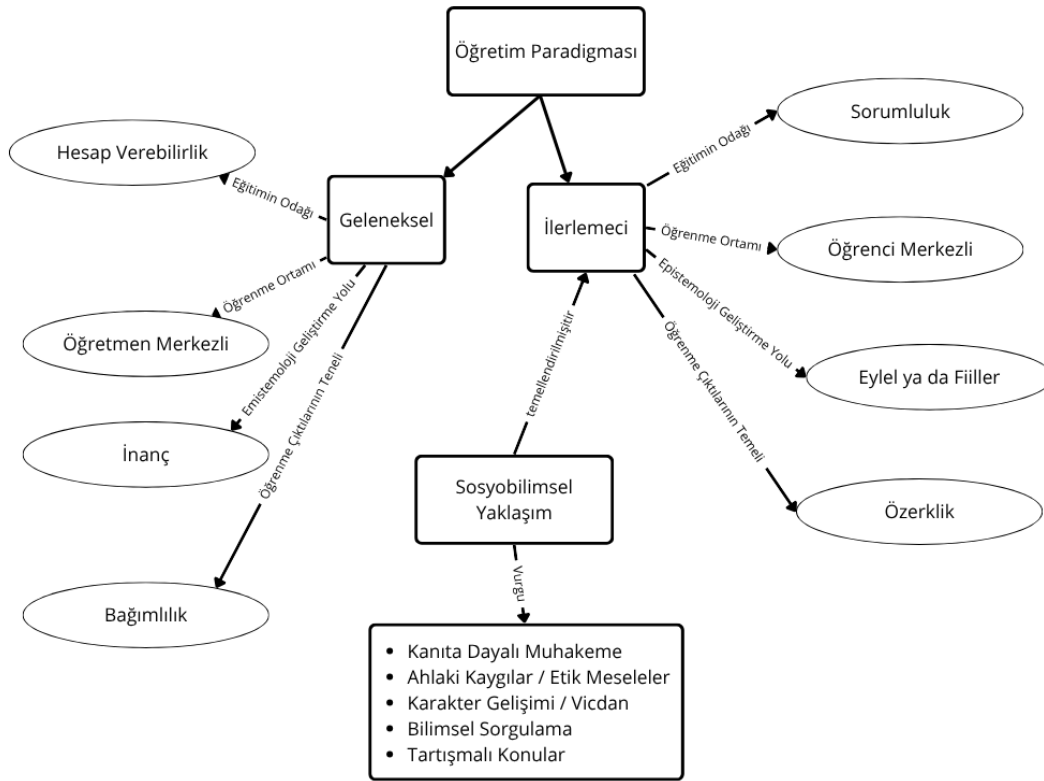 Öğretim Paradigması
Sorumluluk
Hesap Verebilirlik
Eğitimin Odağı
Eğitimin Odağı
Geleneksel
İlerlemeci
Öğrenme Ortamı
Öğrenci Merkezli
Öğrenme Ortamı
Öğretmen Merkezli
Emistemoloji Geliştirme Yolu
Epistemoloji Geliştirme Yolu
Eylel ya da Fiiller
temellendirilmişitir
Öğrenme Çıktılarının Teneli
Öğrenme Çıktılarının Temeli
İnanç
Sosyobilimsel
Yaklaşım
Özerklik
Bağımlılık
Vurgu
• Kanıta Dayalı Muhakeme
• Ahlaki Kaygılar / Etik Meseleler
• Karakter Gelişimi / Vicdan
• Bilimsel Sorgulama
• Tartışmalı Konular